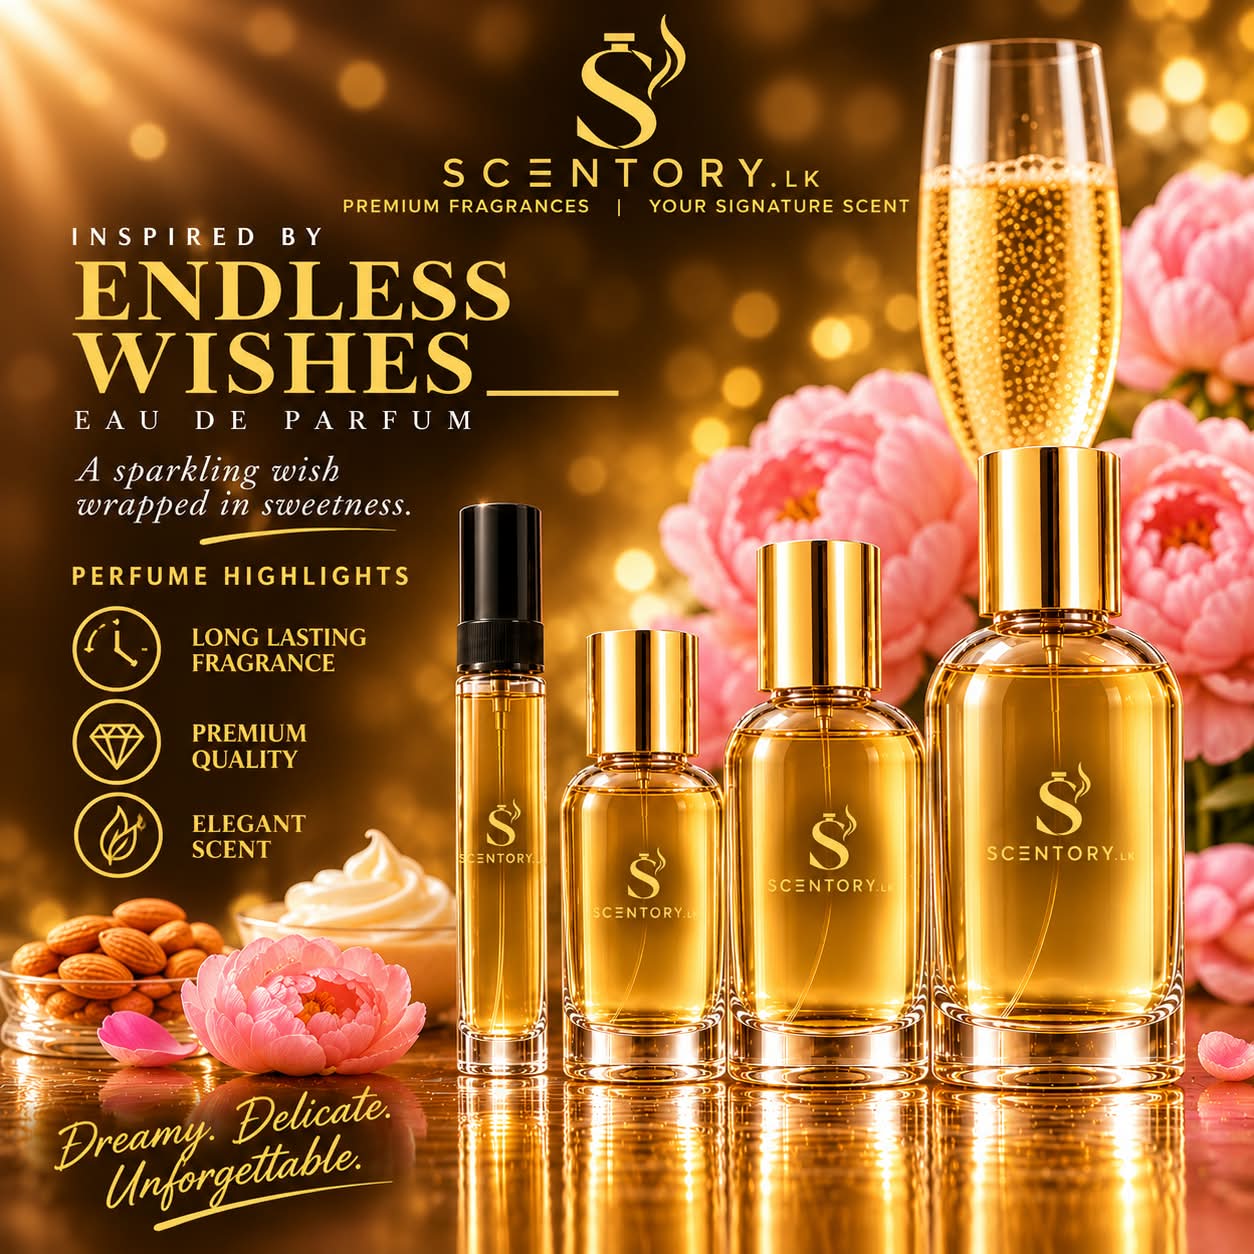 S
SCENTORY.LK
PREMIUM FRAGRANCES | YOUR SIGNATURE SCENT
INSPIRED BY
ENDLESS
WISHES
EAU DE PARFUM
A sparkling wish
wrapped in sweetness.
PERFUME HIGHLIGHTS
LONG LASTING
FRAGRANCE
PREMIUM
QUALITY
ELEGANT
SCENT
S
SCENTORY.
S
SCENTORY.LK
S
SCENTORY.LK
S
SCENTORY.LK
Dreamy. Delicate.
Unforgettable.